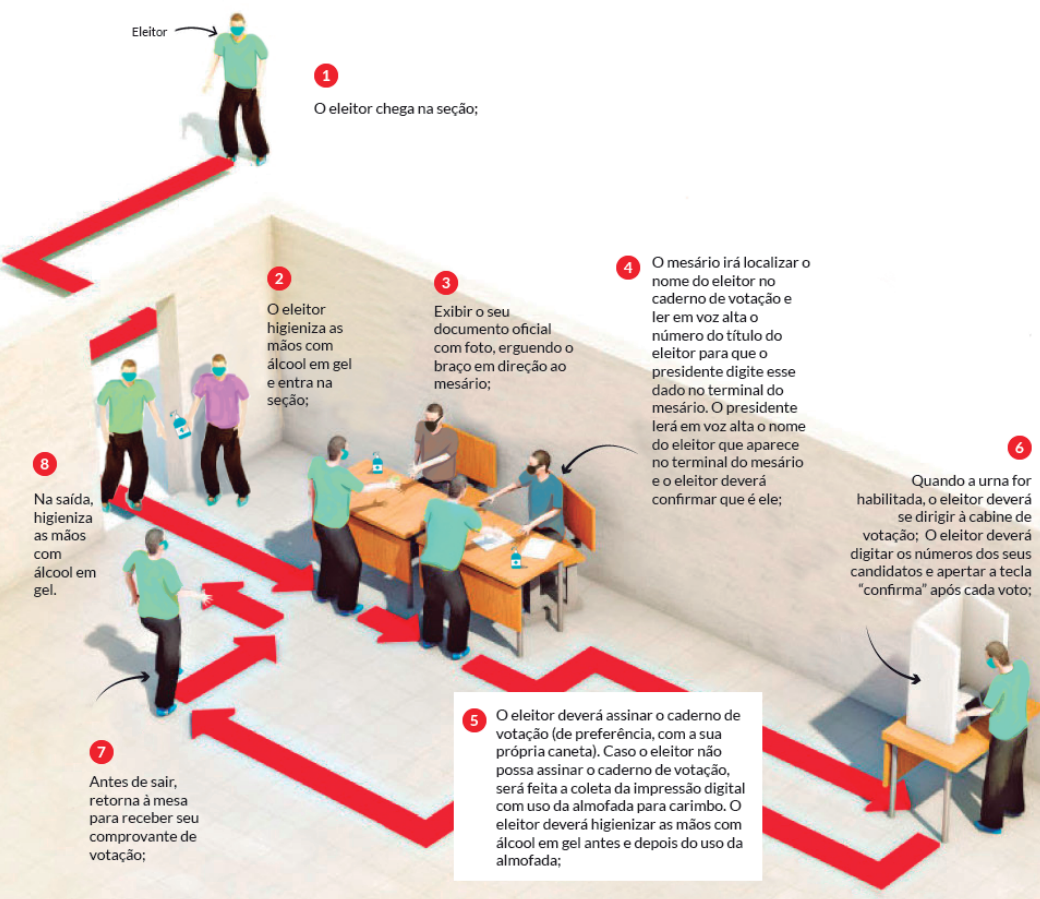 Eleitor
1
O eleitor chega na seção;
2
O eleitor
higieniza as
mãos com
álcool em gel
e entra na
seção;
3
Exibir o seu
documento oficial
com foto, erguendo o
braço em direção ao
mesário;
4
O mesário irá localizar o
nome do eleitor no
caderno de votação e
ler em voz alta o
número do título do
eleitor para que o
presidente digite esse
dado no terminal do
mesário. O presidente
lerá em voz alta o nome
do eleitor que aparece
no terminal do mesário
e o eleitor deverá
confirmar que é ele;
5
O eleitor deverá assinar o caderno de
votação (de preferência, com a sua
própria caneta). Caso o eleitor não
possa assinar o caderno de votação,
será feita a coleta da impressão digital
com uso da almofada para carimbo. O
eleitor deverá higienizar as mãos com
álcool em gel antes e depois do uso da
almofada;
6
Quando a urna for
habilitada, o eleitor deverá
se dirigir à cabine de
votação; O eleitor deverá
digitar os números dos seus
candidatos e apertar a tecla
“confirma” após cada voto;
7
Antes de sair,
retorna à mesa
para receber seu
comprovante de
votação;
8
Na saída,
higieniza
as mãos
com
álcool em
gel.